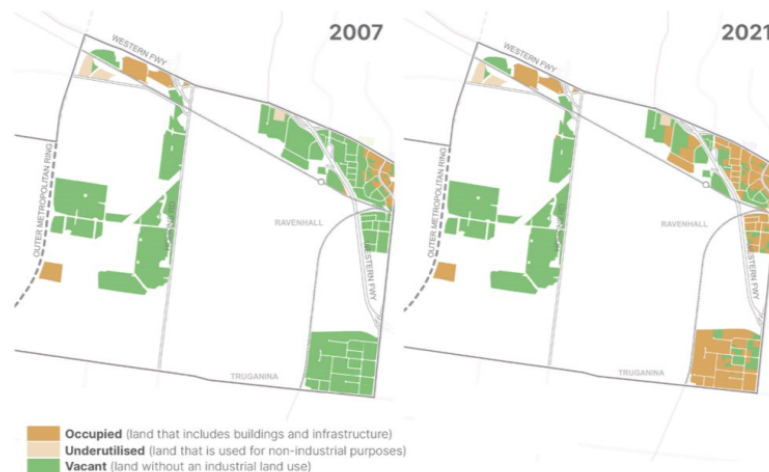 2007
2021
WESTERN FWY
WESTERN FWY
OUTER METROPOLITAN RING
OUTER METROPOLITAN RING
RAVENHALL
RAVENHALL
WESTERN FWY
WESTERN FWY
TRUGANINA
TRUGANINA
Occupied (land that includes buildings and infrastructure)
Underutilised (land that is used for non-industrial purposes)
Vacant (land without an industrial land use)